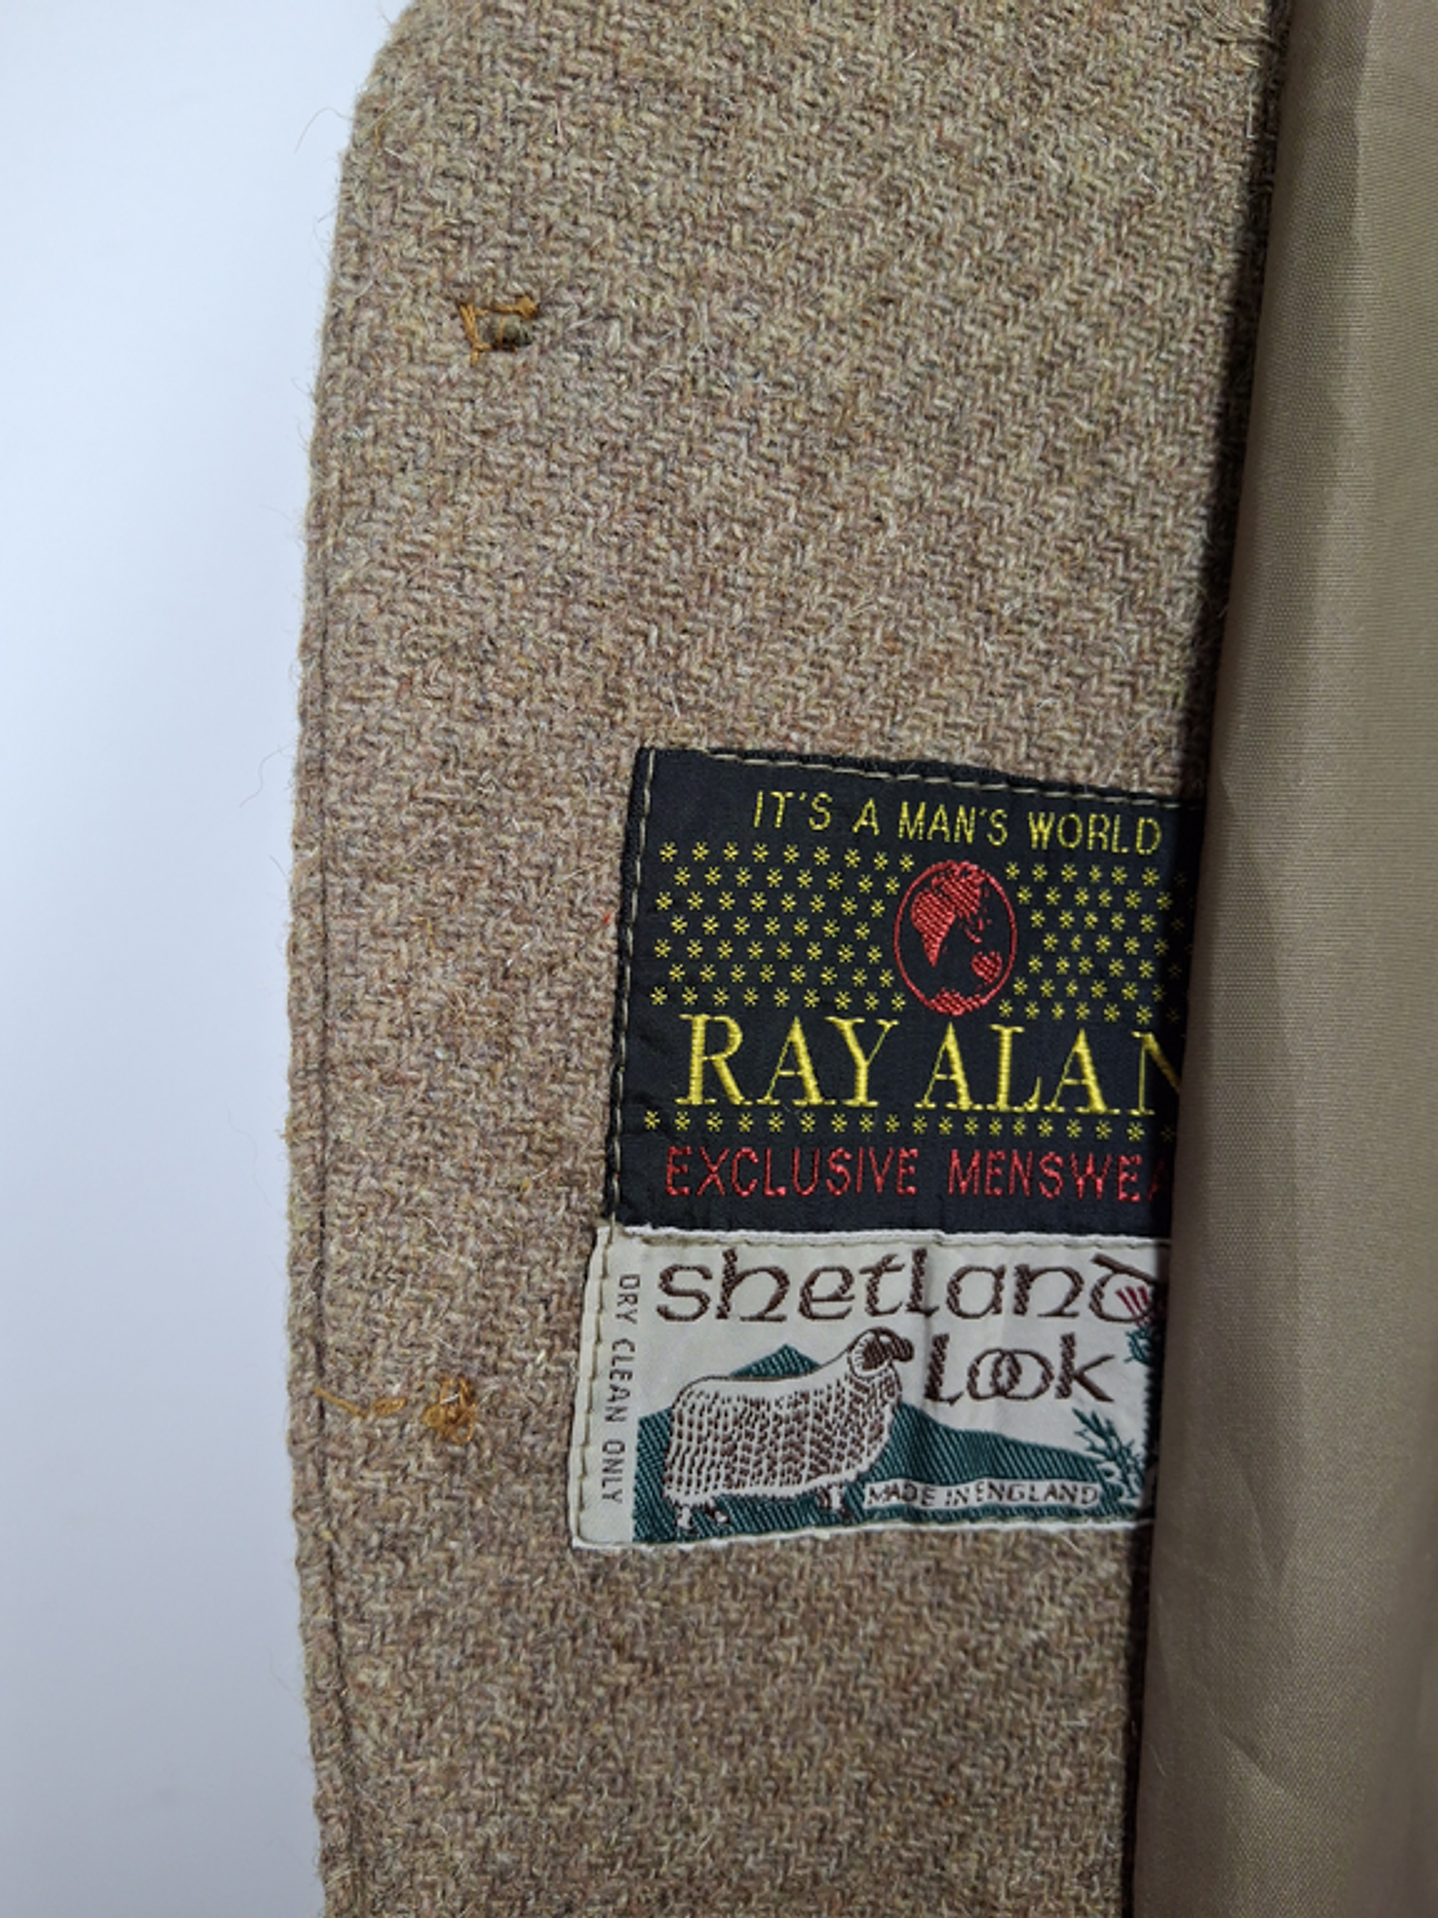 IT'S A MAN'S WORLD
RAY ALAN
EXCLUSIVE MENSWEA
shetland
look
DRY CLEAN ONLY
MADE IN ENGLAND